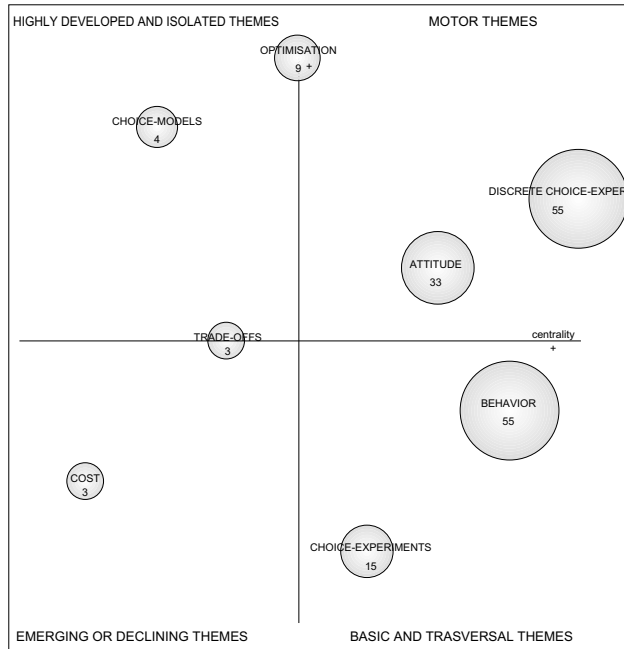 HIGHLY DEVELOPED AND ISOLATED THEMES
MOTOR THEMES
OPTIMISATION
9 +
CHOICE-MODELS
4
DISCRETE CHOICE-EXPER
55
ATTITUDE
33
TRADE-OFFS
3
centrality
+
BEHAVIOR
55
COST
3
CHOICE-EXPERIMENTS
15
EMERGING OR DECLINING THEMES
BASIC AND TRASVERSAL THEMES